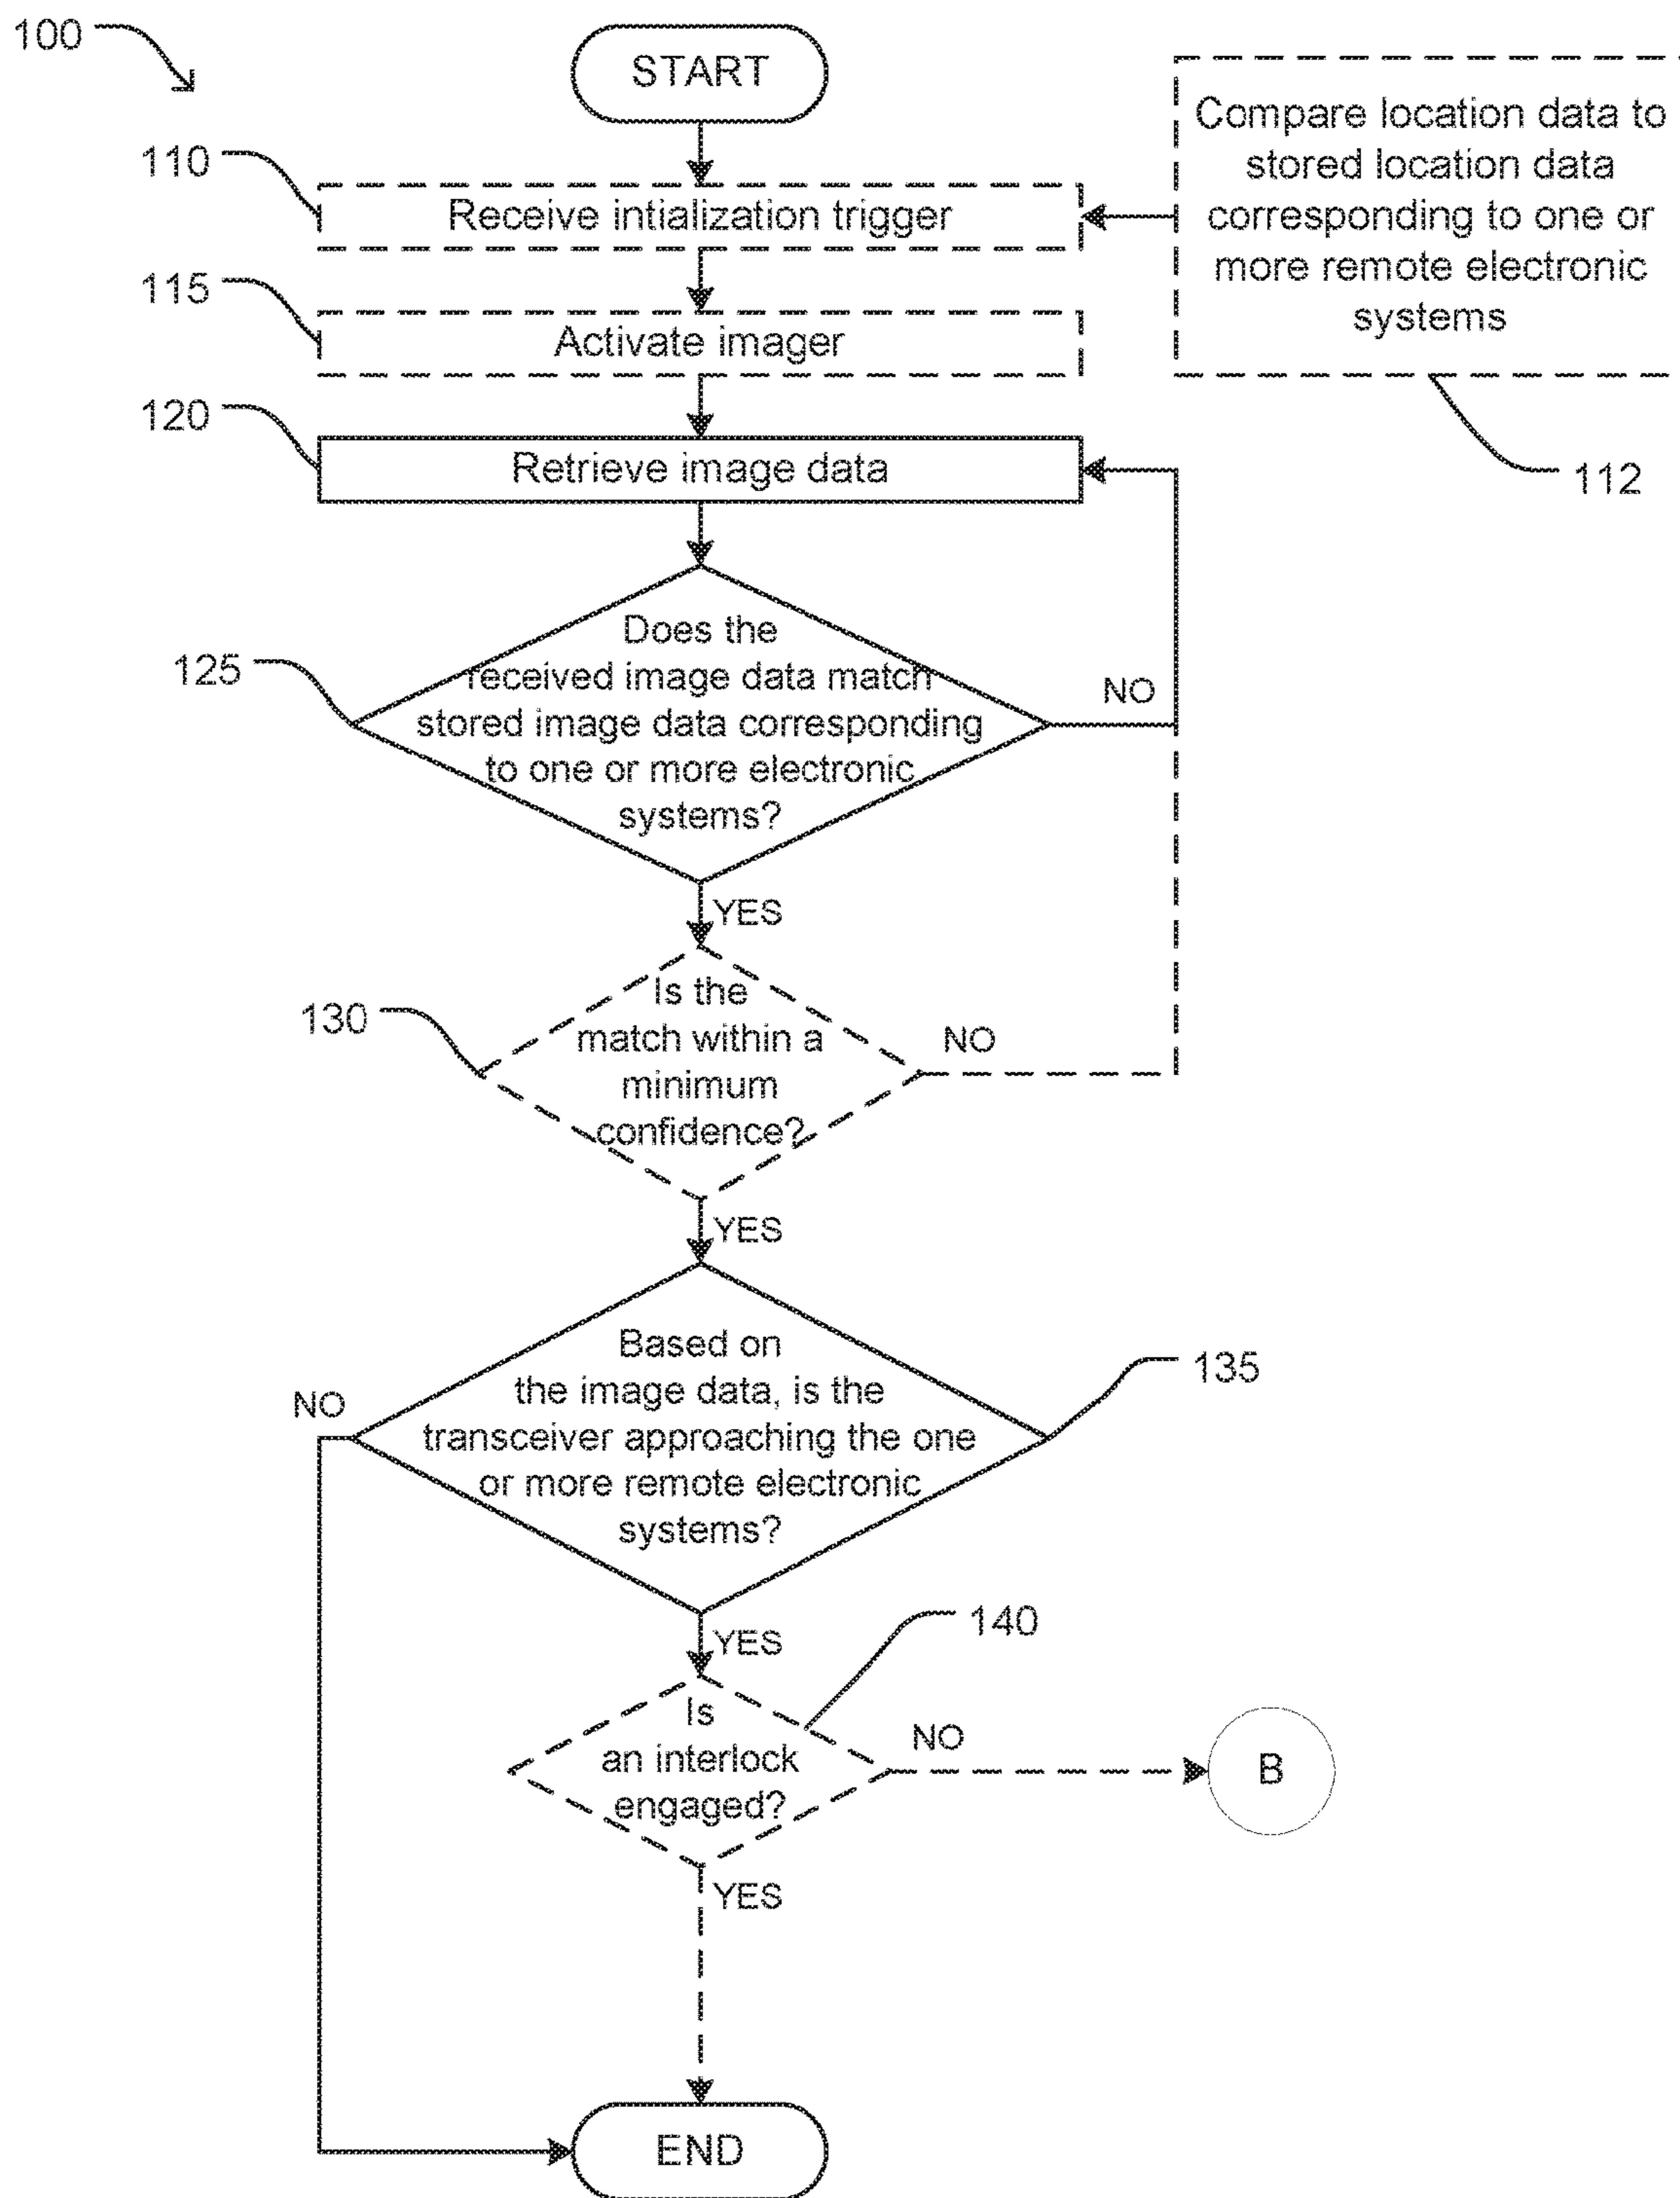 100
START
Compare location data to
stored location data
corresponding to one or
more remote electronic
systems
110
Receive intialization trigger
115
Activate imager
112
120
Retrieve image data
125
Does the
received image data match
stored image data corresponding
to one or more electronic
systems?
NO
YES
130
Is the
match within a
minimum
confidence?
NO
YES
135
Based on
the image data, is the
transceiver approaching the one
or more remote electronic
systems?
NO
YES
140
Is
an interlock
engaged?
NO
B
YES
END